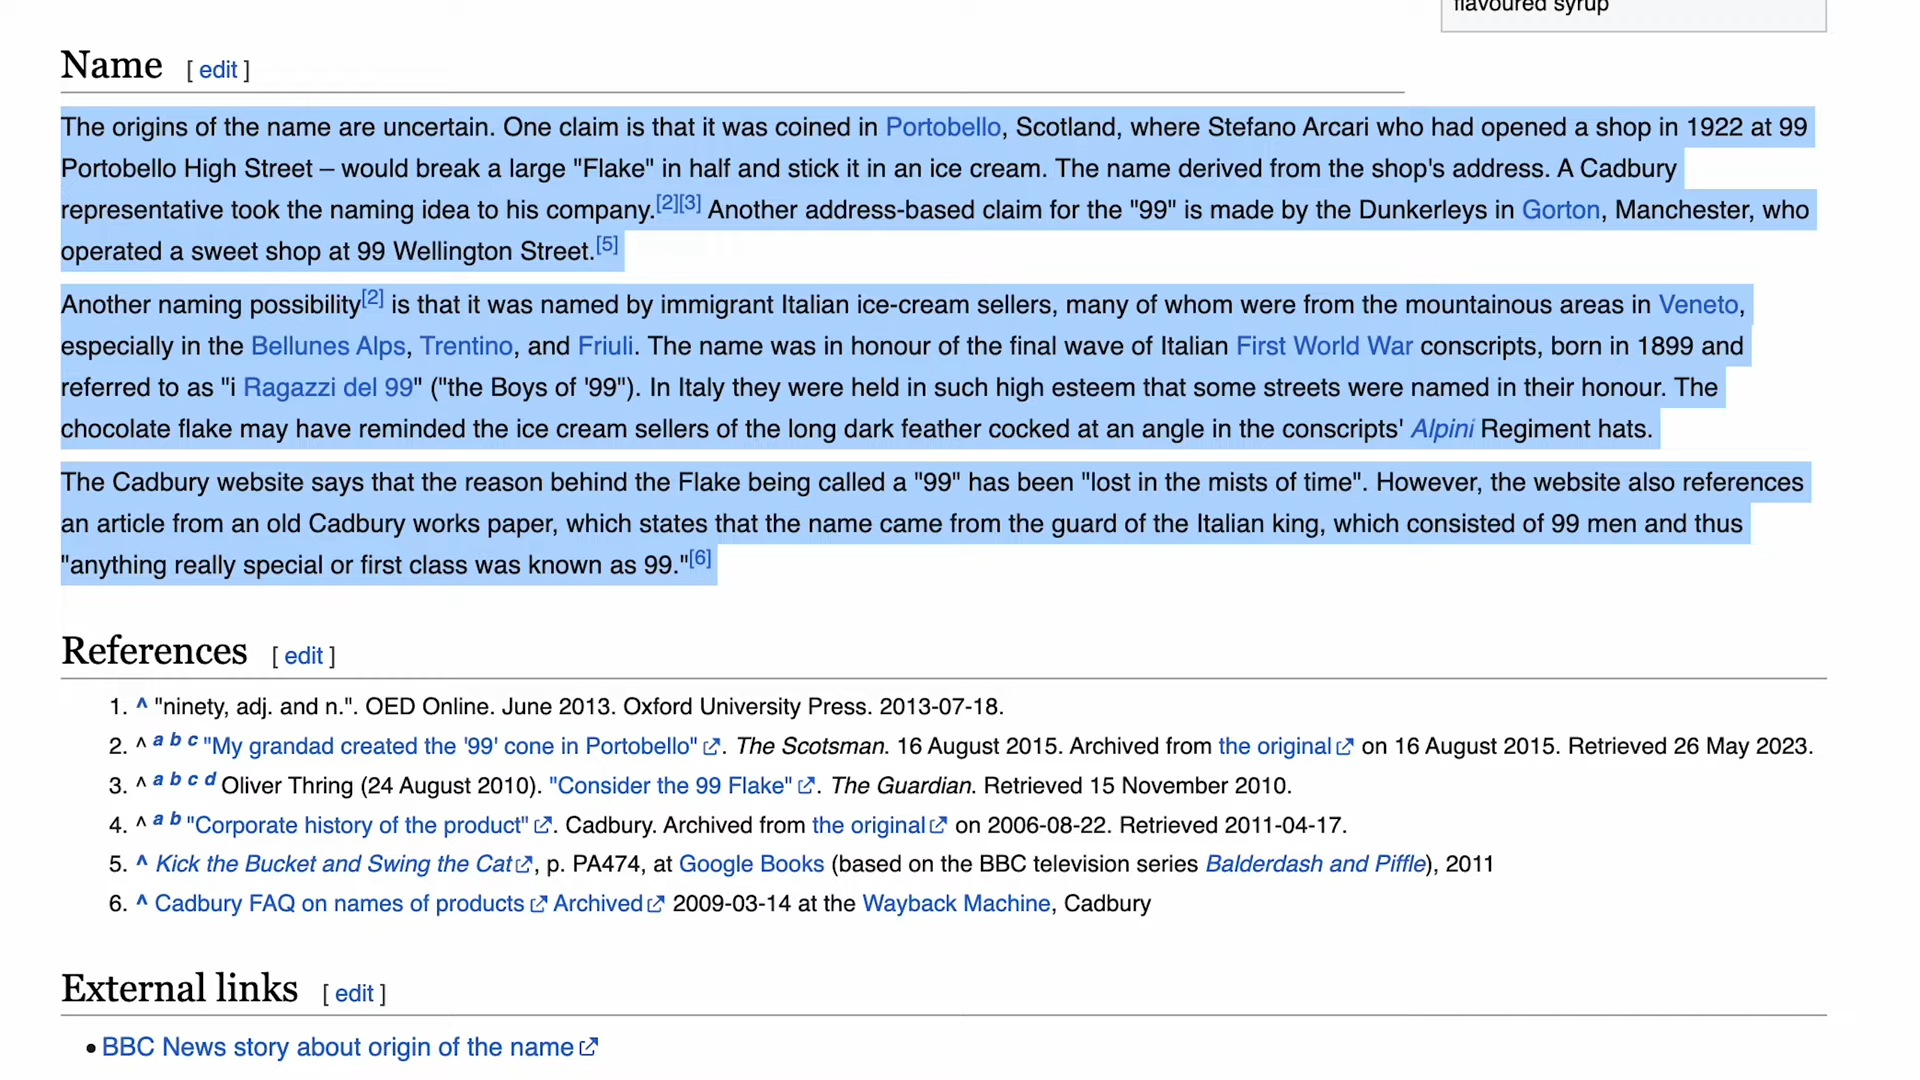 flavoured syrup
Name [ edit ]
The origins of the name are uncertain. One claim is that it was coined in Portobello, Scotland, where Stefano Arcari who had opened a shop in 1922 at 99
Portobello High Street – would break a large "Flake" in half and stick it in an ice cream. The name derived from the shop's address. A Cadbury
representative took the naming idea to his company.[2][3] Another address-based claim for the "99" is made by the Dunkerleys in Gorton, Manchester, who
operated a sweet shop at 99 Wellington Street.[5]
Another naming possibility[2] is that it was named by immigrant Italian ice-cream sellers, many of whom were from the mountainous areas in Veneto,
especially in the Bellunes Alps, Trentino, and Friuli. The name was in honour of the final wave of Italian First World War conscripts, born in 1899 and
referred to as "i Ragazzi del 99" ("the Boys of '99"). In Italy they were held in such high esteem that some streets were named in their honour. The
chocolate flake may have reminded the ice cream sellers of the long dark feather cocked at an angle in the conscripts' Alpini Regiment hats.
The Cadbury website says that the reason behind the Flake being called a "99" has been "lost in the mists of time". However, the website also references
an article from an old Cadbury works paper, which states that the name came from the guard of the Italian king, which consisted of 99 men and thus
"anything really special or first class was known as 99."[6]
References [ edit ]
1. ^ "ninety, adj. and n.". OED Online. June 2013. Oxford University Press. 2013-07-18.
2. ^ a b c "My grandad created the '99' cone in Portobello". The Scotsman. 16 August 2015. Archived from the original on 16 August 2015. Retrieved 26 May 2023.
3. ^ a b c d Oliver Thring (24 August 2010). "Consider the 99 Flake". The Guardian. Retrieved 15 November 2010.
4. ^ a b "Corporate history of the product". Cadbury. Archived from the original on 2006-08-22. Retrieved 2011-04-17.
5. ^ Kick the Bucket and Swing the Cat, p. PA474, at Google Books (based on the BBC television series Balderdash and Piffle), 2011
6. ^ Cadbury FAQ on names of products Archived 2009-03-14 at the Wayback Machine, Cadbury
External links [ edit ]
• BBC News story about origin of the name